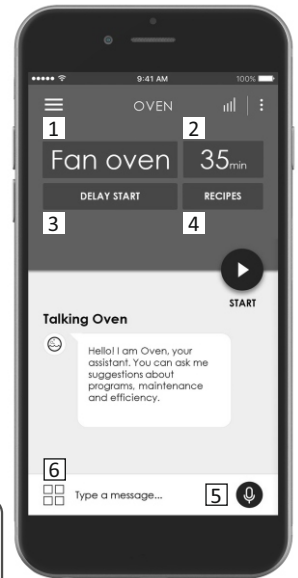 9:41 AM 100%
OVEN
1 2
Fan oven 35min
DELAY START RECIPES
3 4
START
Talking Oven
Hello! I am Oven, your
assistant. You can ask me
suggestions about
programs, maintenance
and efficiency.
6
Type a message... 5